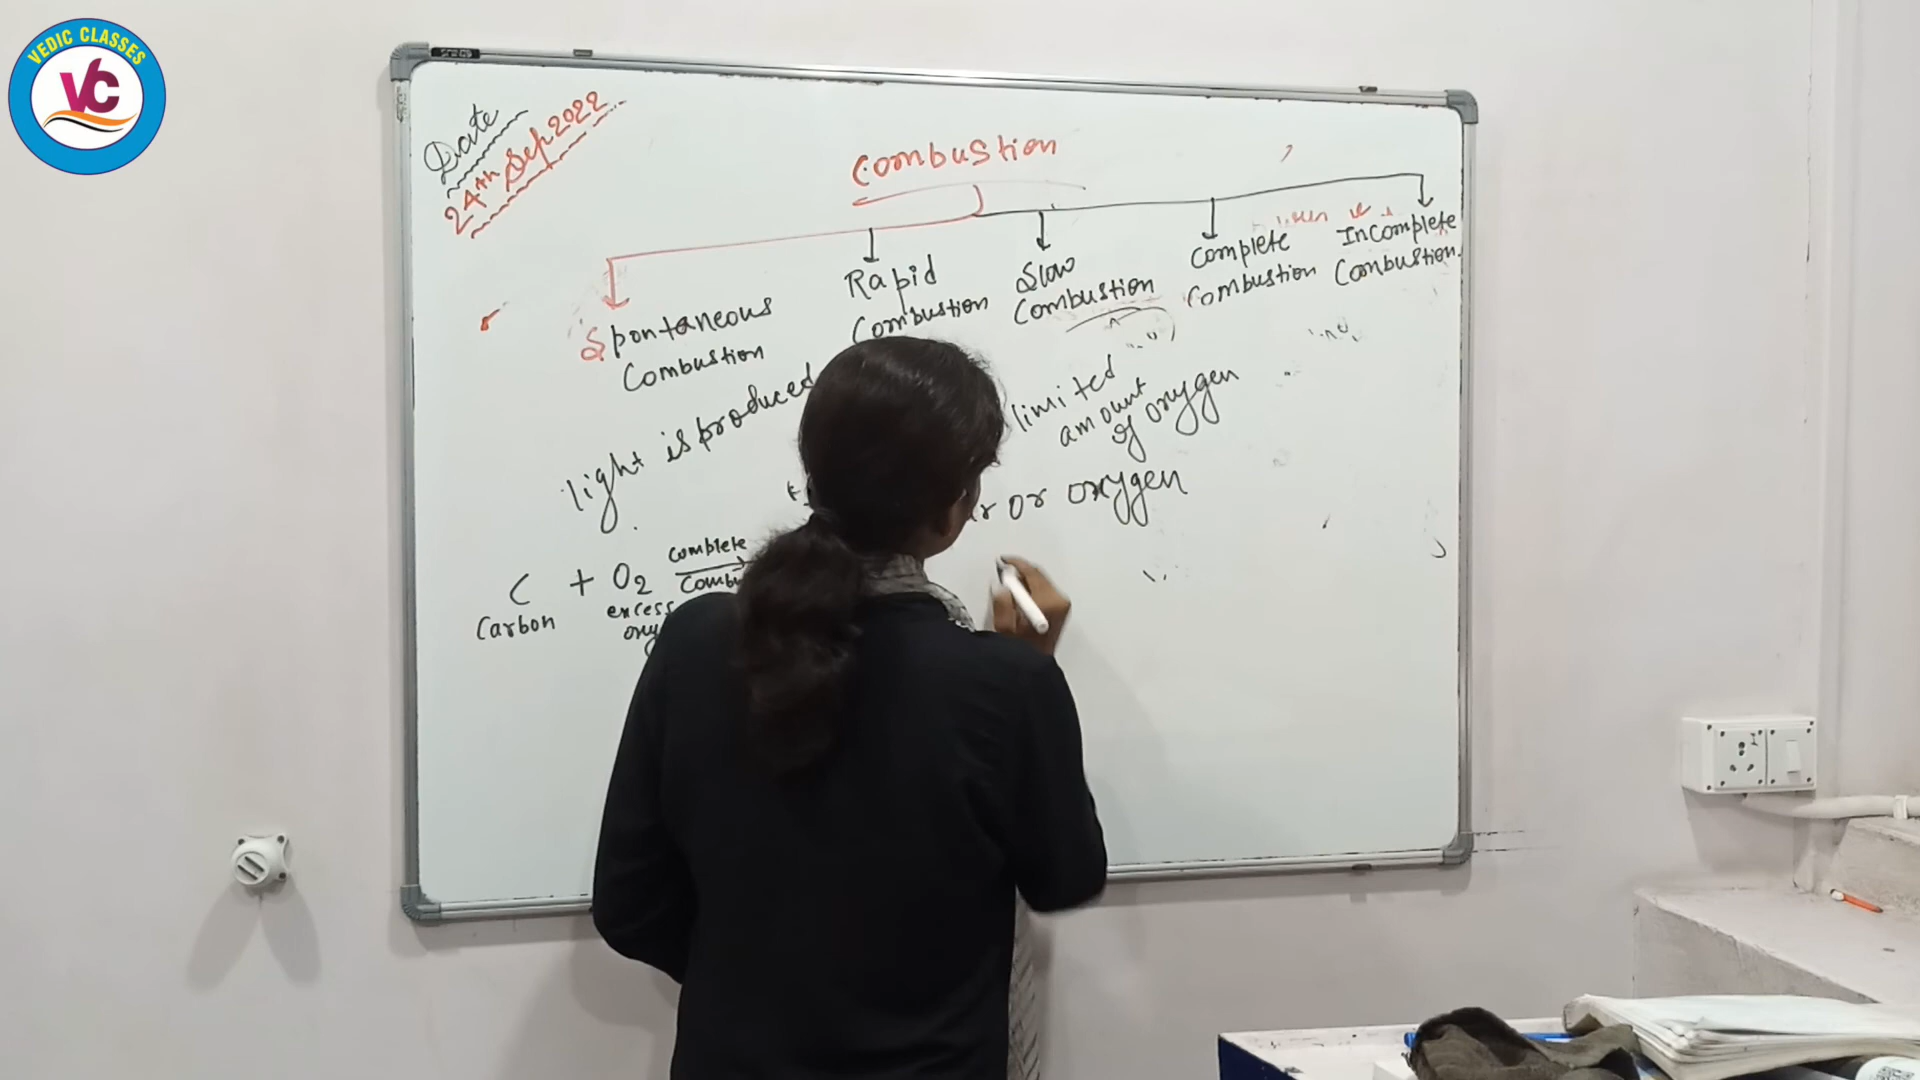 VEDIC CLASSES
VC
Date
24th Sep 2022
Combustion
Spontaneous
Combustion
Rapid
Combustion
Slow
Combustion
Complete
Combustion
Incomplete
Combustion.
light is produced
limited
amount
of oxygen
or oxygen
C + O2 complete
Carbon
excess